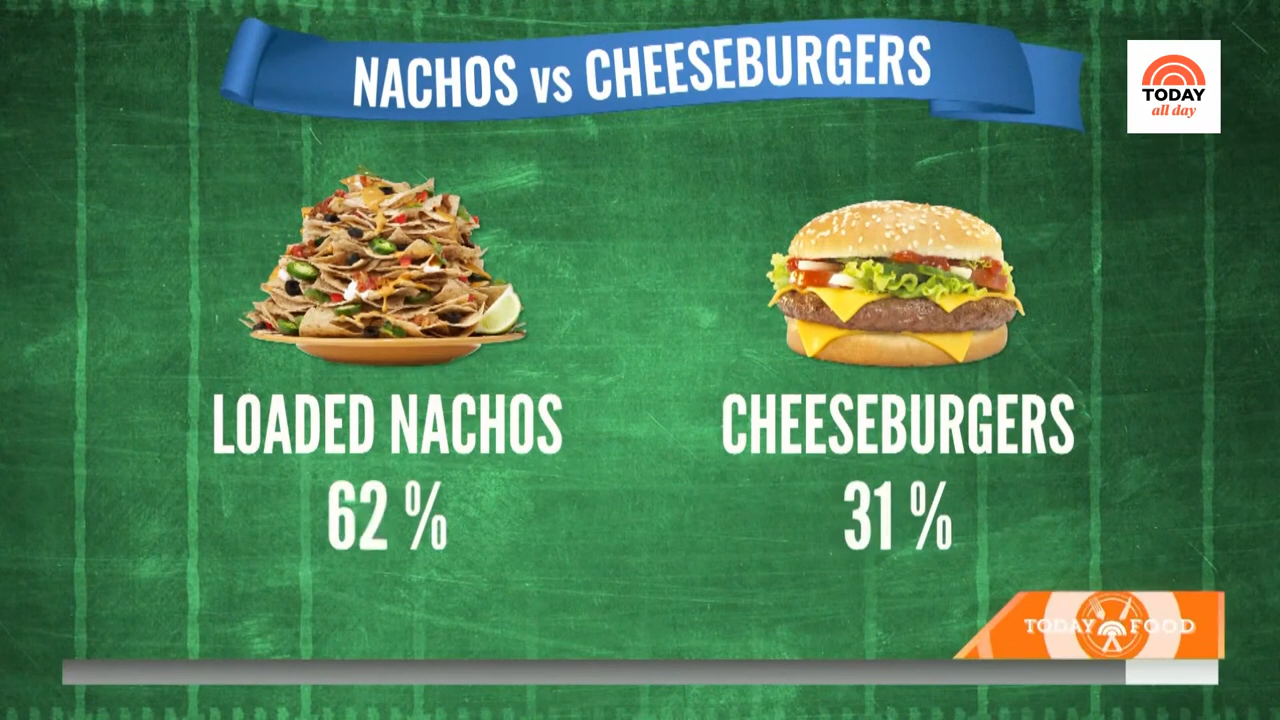 NACHOS vs CHEESEBURGERS
TODAY
all day
LOADED NACHOS
CHEESEBURGERS
62 %
31 %
TODAY FOOD